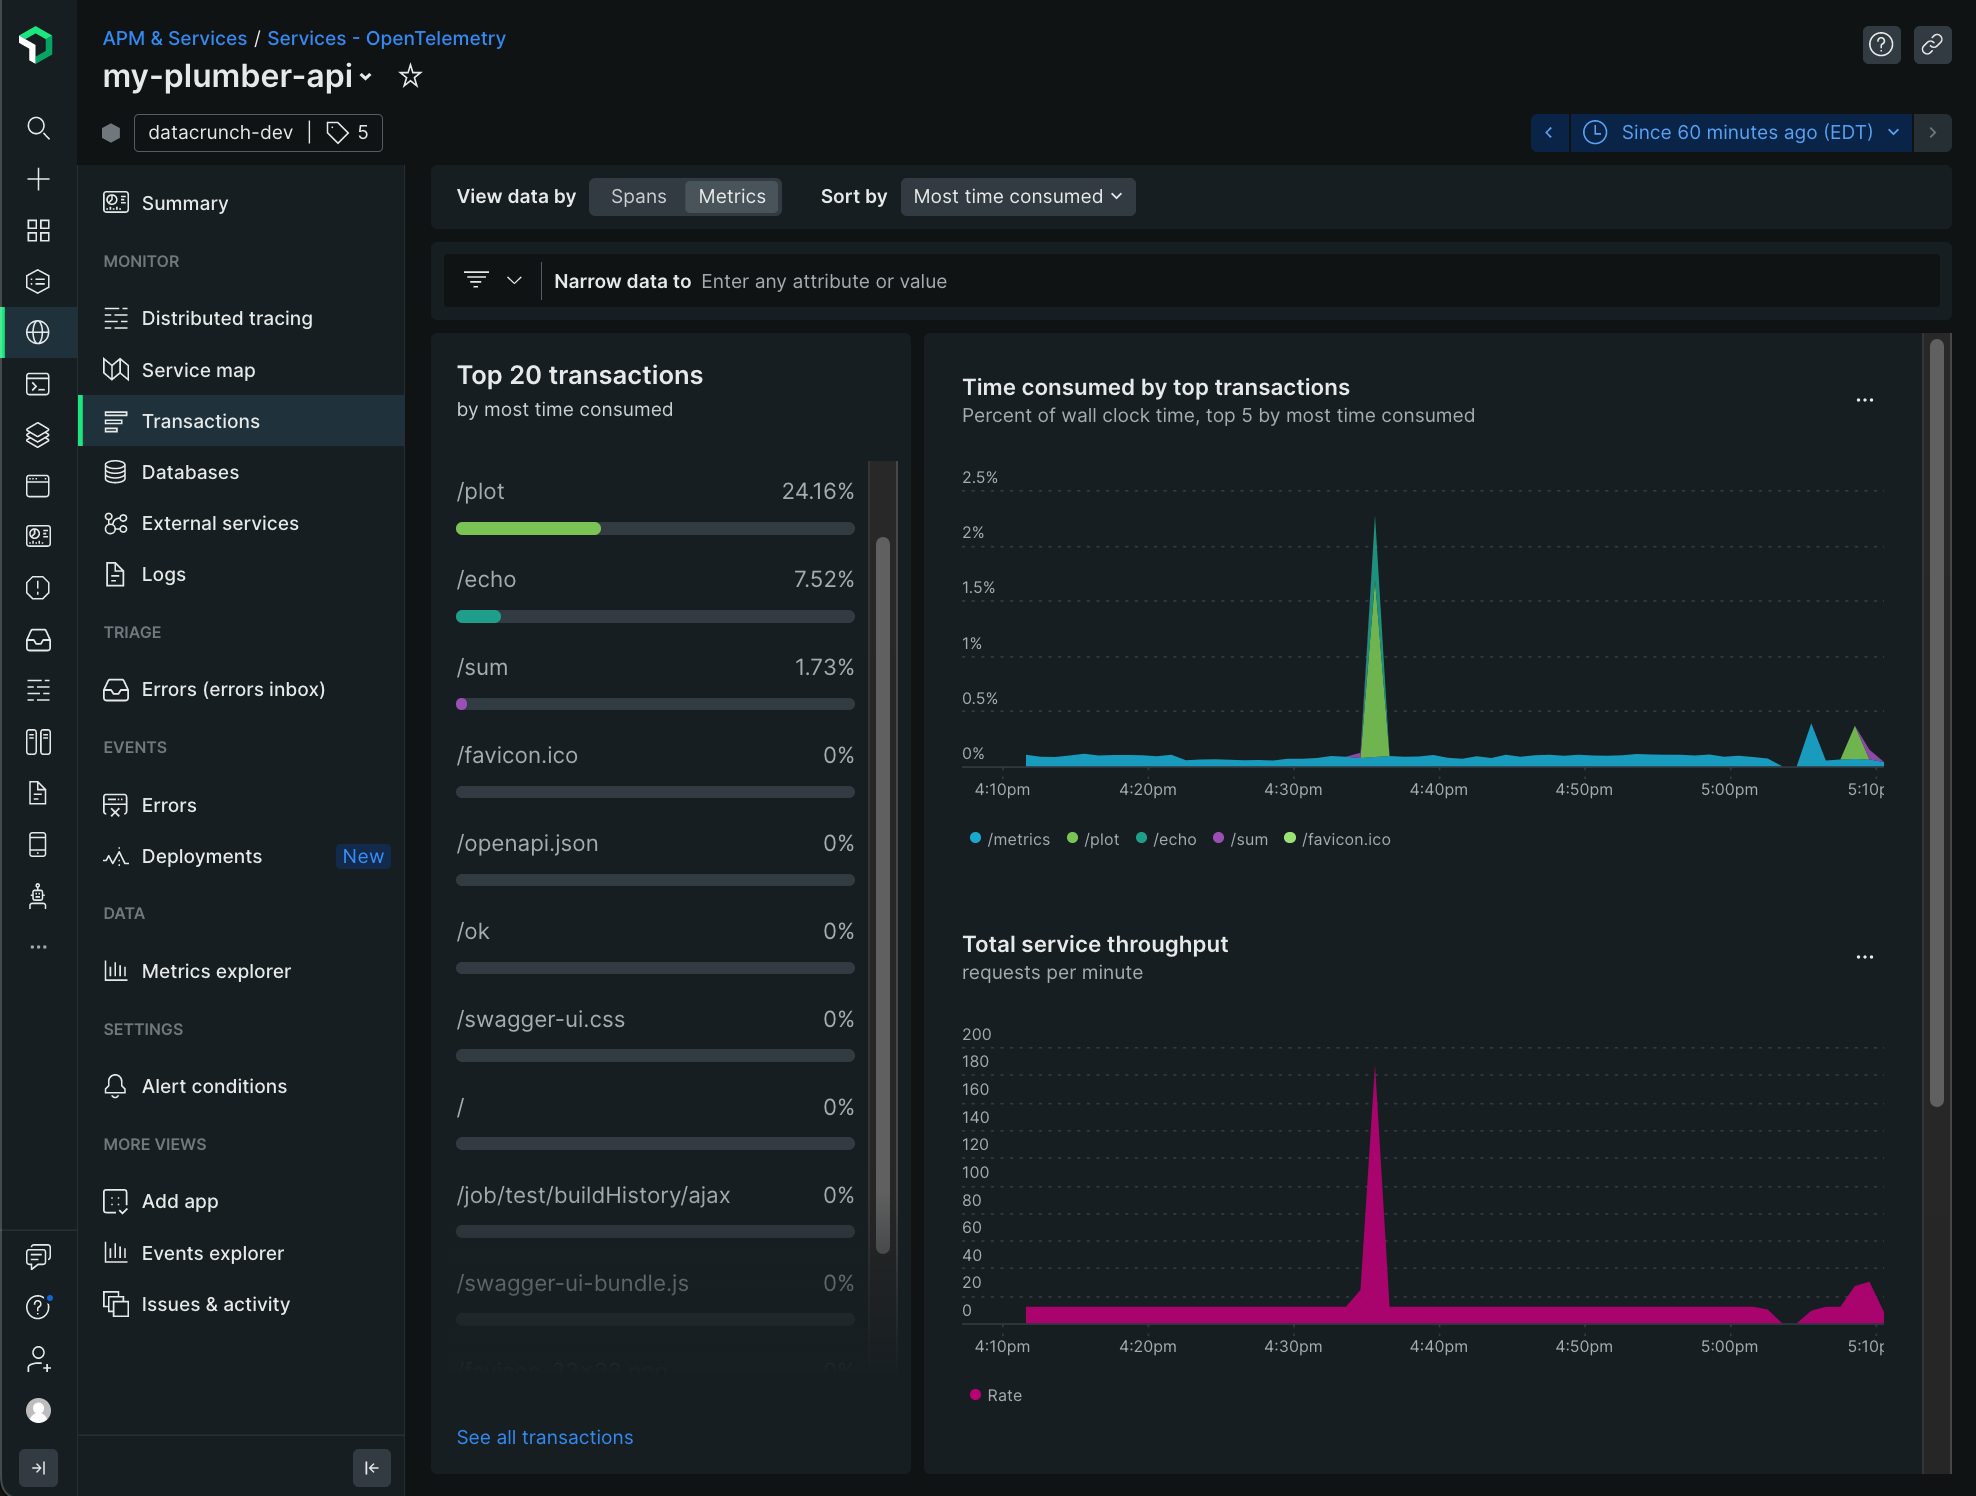 APM & Services / Services - OpenTelemetry
my-plumber-api
datacrunch-dev | 5
Since 60 minutes ago (EDT)
Summary
MONITOR
Distributed tracing
Service map
Transactions
Databases
External services
Logs
TRIAGE
Errors (errors inbox)
EVENTS
Errors
Deployments New
DATA
Metrics explorer
SETTINGS
Alert conditions
MORE VIEWS
Add app
Events explorer
Issues & activity
View data by Spans Metrics Sort by Most time consumed
Narrow data to Enter any attribute or value
Top 20 transactions
by most time consumed
/plot 24.16%
/echo 7.52%
/sum 1.73%
/favicon.ico 0%
/openapi.json 0%
/ok 0%
/swagger-ui.css 0%
/ 0%
/job/test/buildHistory/ajax 0%
/swagger-ui-bundle.js 0%
0%
See all transactions
Time consumed by top transactions
Percent of wall clock time, top 5 by most time consumed
2.5%
2%
1.5%
1%
0.5%
0%
4:10pm 4:20pm 4:30pm 4:40pm 4:50pm 5:00pm 5:10p
/metrics /plot /echo /sum /favicon.ico
Total service throughput
requests per minute
200
180
160
140
120
100
80
60
40
20
0
4:10pm 4:20pm 4:30pm 4:40pm 4:50pm 5:00pm 5:10p
Rate